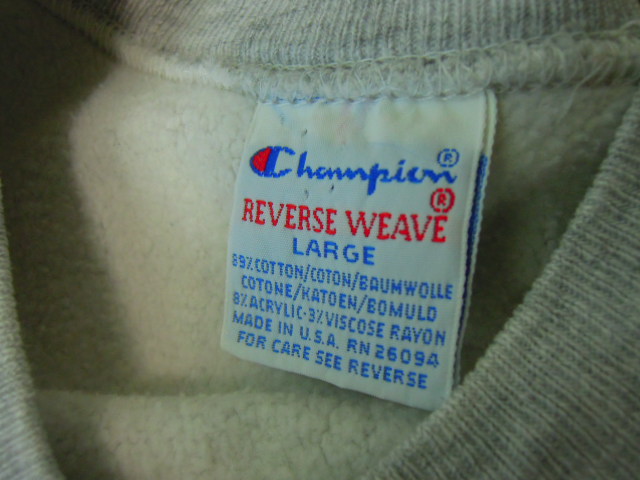 Champion®
REVERSE WEAVE®
LARGE
89% COTTON/COTON/BAUMWOLLE
COTONE/KATOEN/BOMULD
8% ACRYLIC·3% VISCOSE RAYON
MADE IN U.S.A. RN 26094
FOR CARE SEE REVERSE